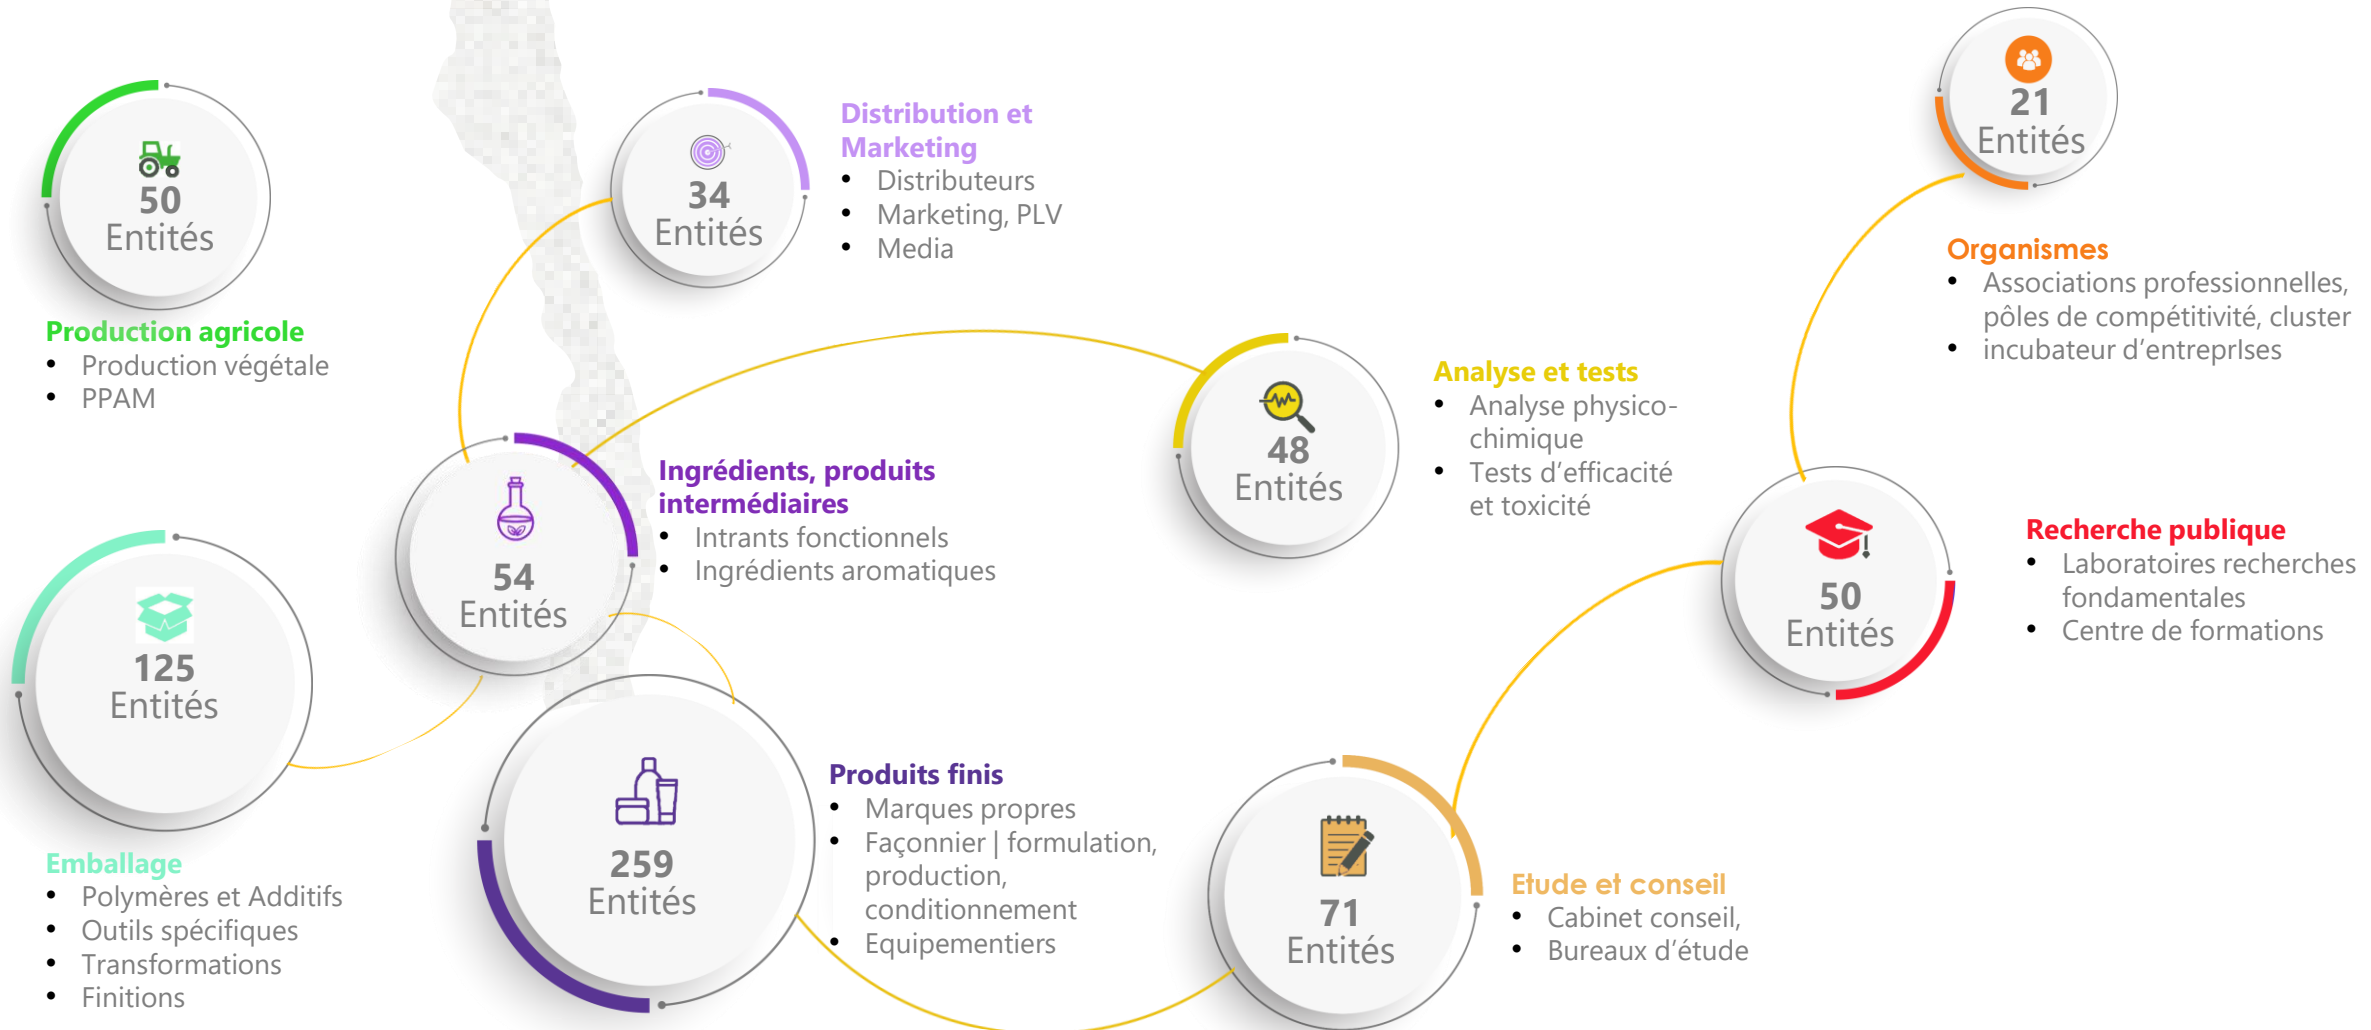 50
Entités
Production agricole
• Production végétale
• PPAM
34
Entités
Distribution et
Marketing
• Distributeurs
• Marketing, PLV
• Media
21
Entités
Organismes
• Associations professionnelles,
pôles de compétitivité, cluster
• incubateur d'entreprIses
48
Entités
Analyse et tests
• Analyse physico-
chimique
• Tests d'efficacité
et toxicité
54
Entités
Ingrédients, produits
intermédiaires
• Intrants fonctionnels
• Ingrédients aromatiques
50
Entités
Recherche publique
• Laboratoires recherches
fondamentales
• Centre de formations
125
Entités
Emballage
• Polymères et Additifs
• Outils spécifiques
• Transformations
• Finitions
259
Entités
Produits finis
• Marques propres
• Façonnier | formulation,
production,
conditionnement
• Equipementiers
71
Entités
Etude et conseil
• Cabinet conseil,
• Bureaux d'étude